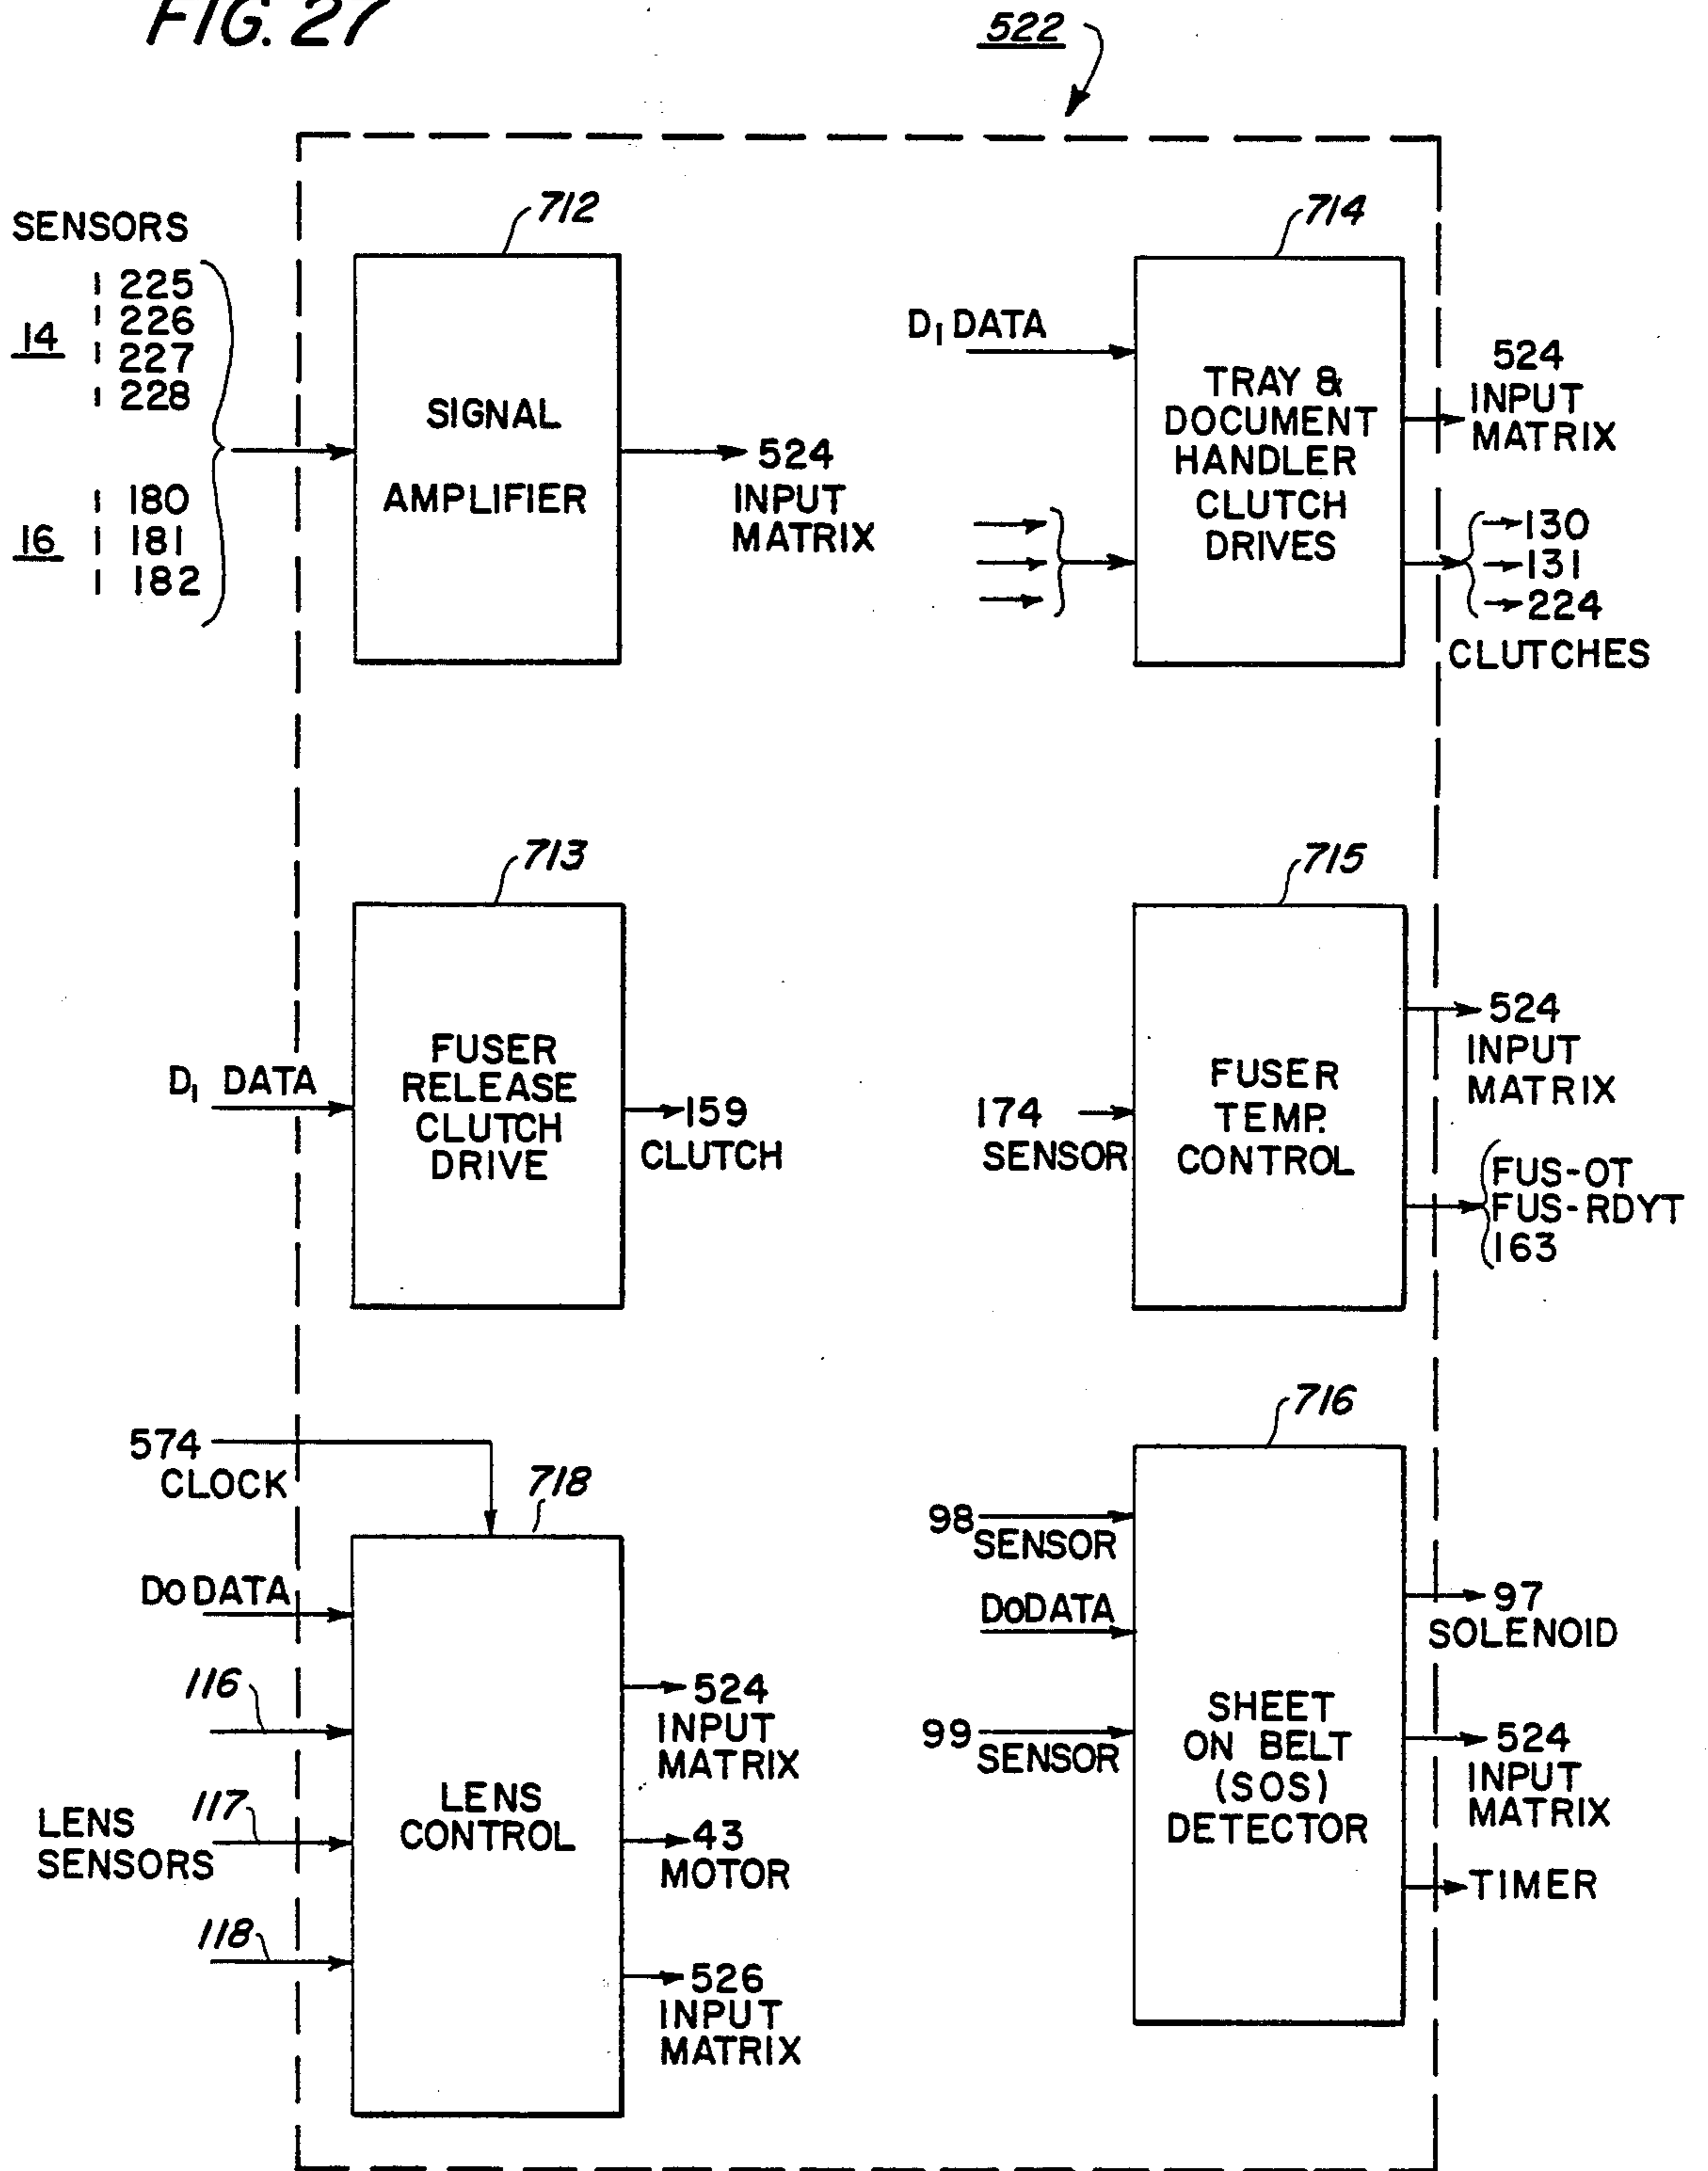 FIG. 27
522
SENSORS
14
225
226
227
228
16
180
181
182
712
SIGNAL
AMPLIFIER
524
INPUT
MATRIX
714
D1 DATA
TRAY &
DOCUMENT
HANDLER
CLUTCH
DRIVES
524
INPUT
MATRIX
130
131
224
CLUTCHES
713
D1 DATA
FUSER
RELEASE
CLUTCH
DRIVE
159
CLUTCH
715
174
SENSOR
FUSER
TEMP.
CONTROL
524
INPUT
MATRIX
FUS-OT
FUS-RDYT
163
574
CLOCK
718
DO DATA
116
LENS
SENSORS
117
118
LENS
CONTROL
524
INPUT
MATRIX
43
MOTOR
526
INPUT
MATRIX
716
98
SENSOR
DO DATA
99
SENSOR
SHEET
ON BELT
(SOS)
DETECTOR
97
SOLENOID
524
INPUT
MATRIX
TIMER